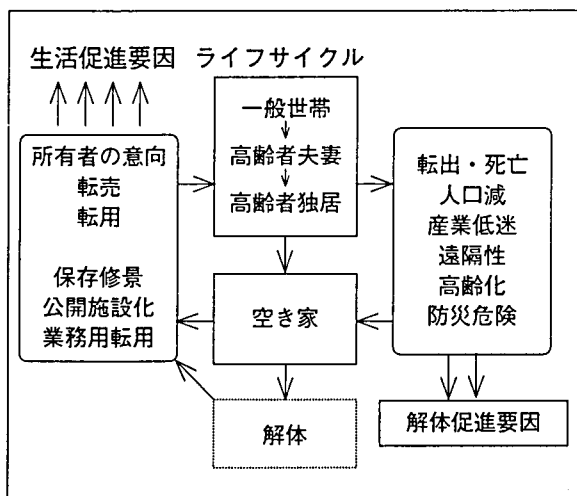 生活促進要因
ライフサイクル
一般世帯
高齢者夫妻
高齢者独居
所有者の意向
転売
転用
保存修景
公開施設化
業務用転用
空き家
解体
転出・死亡
人口減
産業低迷
遠隔性
高齢化
防災危険
解体促進要因